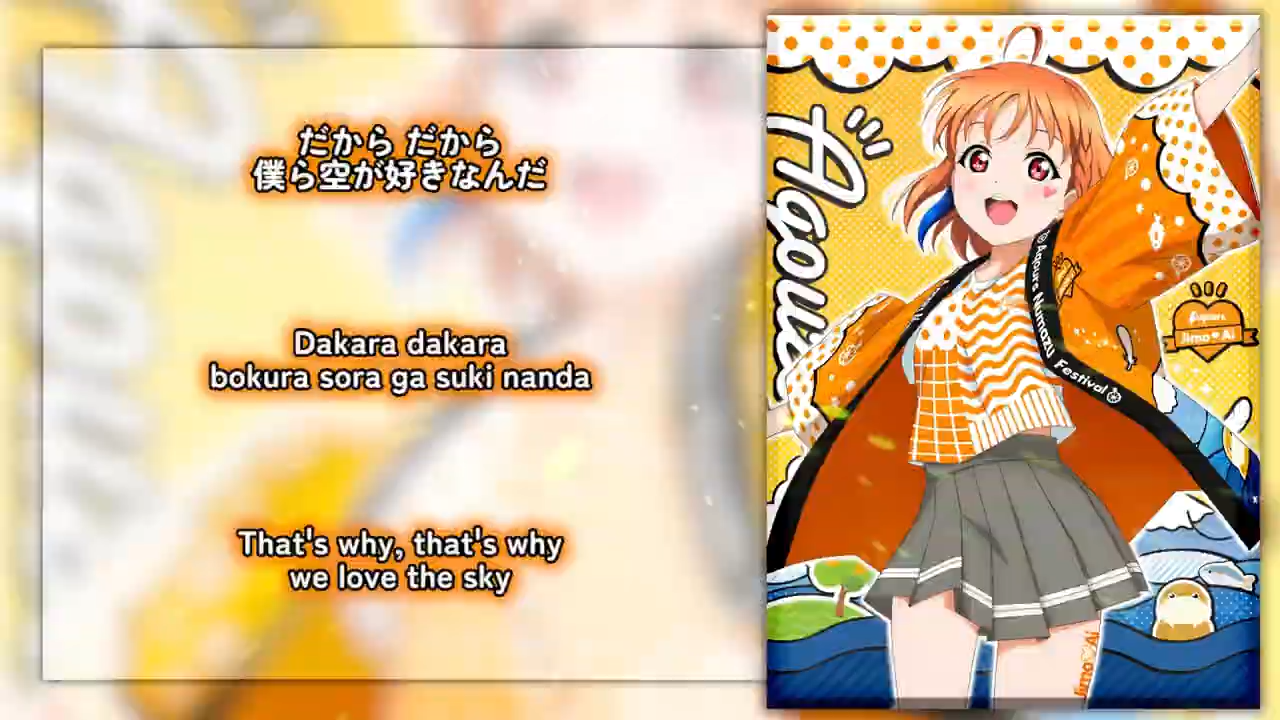 だから だから
僕ら空が好きなんだ
Dakara dakara
bokura sora ga suki nanda
That's why, that's why
we love the sky
Aqours
Aqours Numazu Festival
Aqours
Jimo♥Ai
Jimo♡Ai